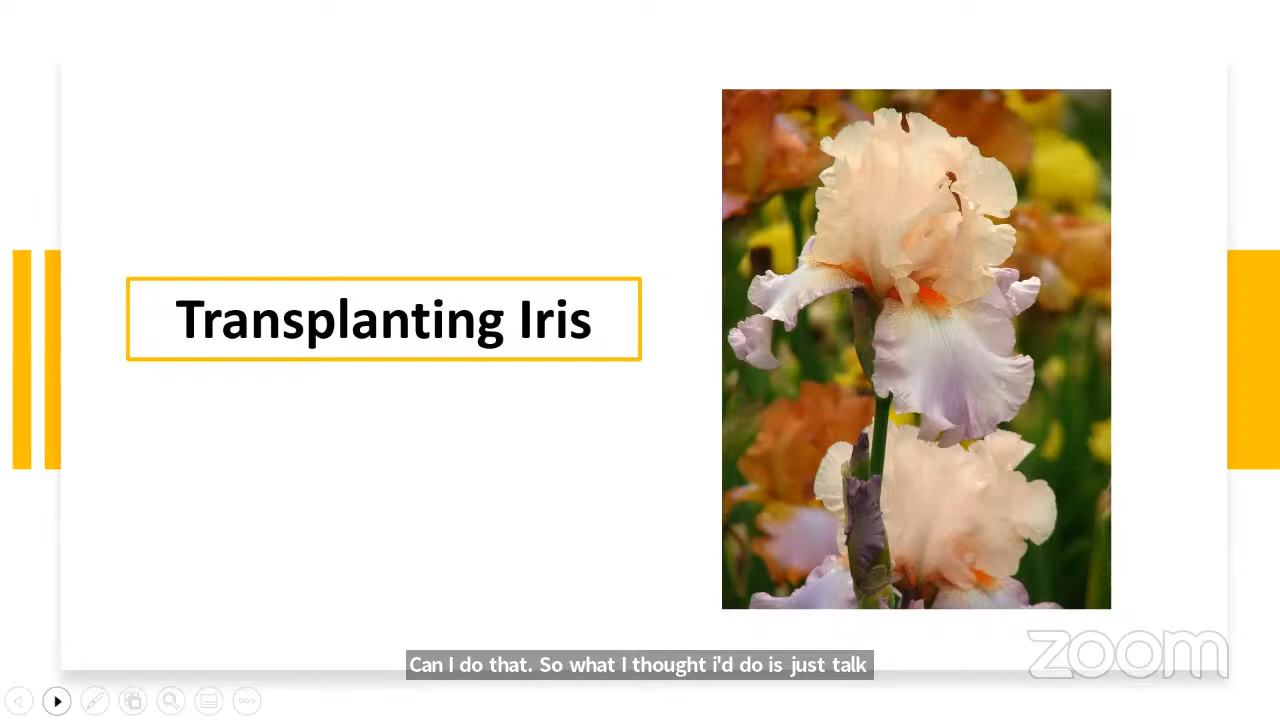 Transplanting Iris
Can I do that. So what I thought i'd do is just talk
zoom